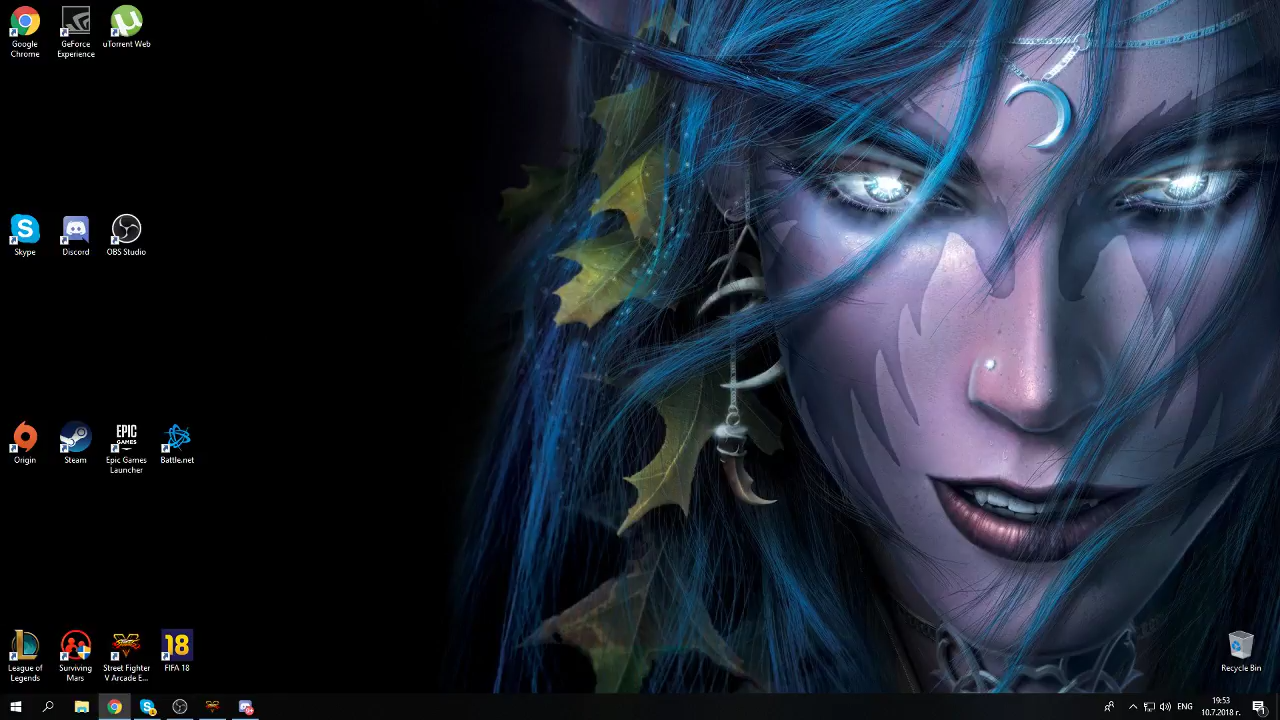 Google
Chrome
GeForce
Experience
uTorrent Web
Skype
Discord
OBS Studio
Origin
Steam
EPIC
GAMES
Epic Games
Launcher
Battle.net
League of
Legends
Surviving
Mars
Street Fighter
V Arcade E...
18
FIFA 18
Recycle Bin
ENG
19:53
10.7.2018 г.